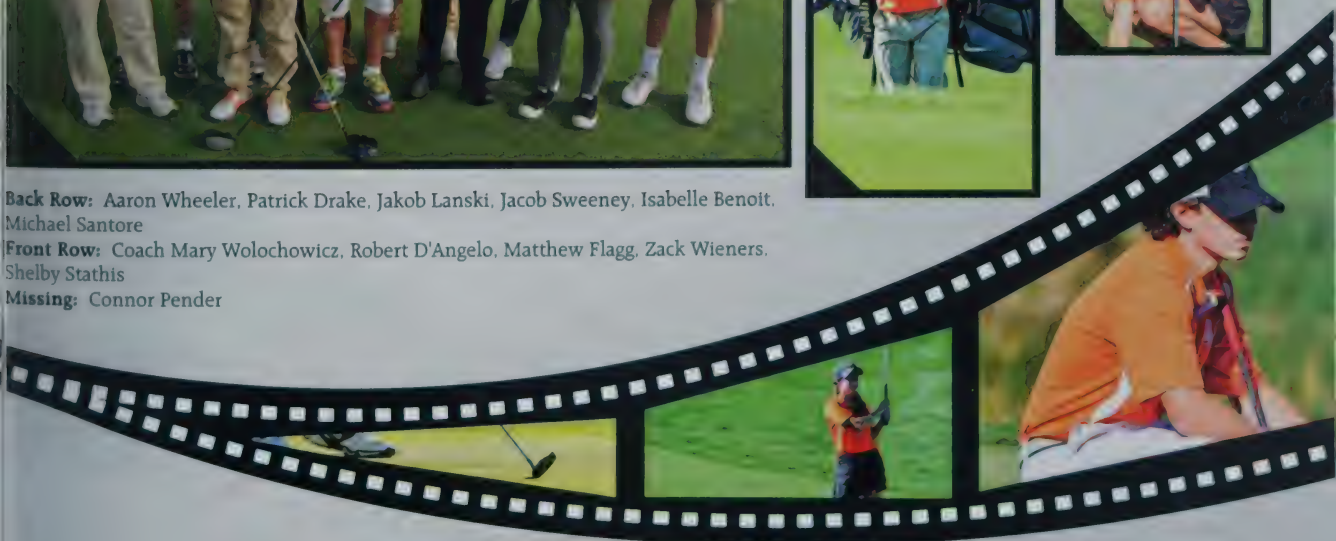 Back Row: Aaron Wheeler, Patrick Drake, Jakob Lanski, Jacob Sweeney, Isabelle Benoit,
Michael Santore
Front Row: Coach Mary Wolochowicz, Robert D'Angelo, Matthew Flagg, Zack Wieners,
Shelby Stathis
Missing: Connor Pender